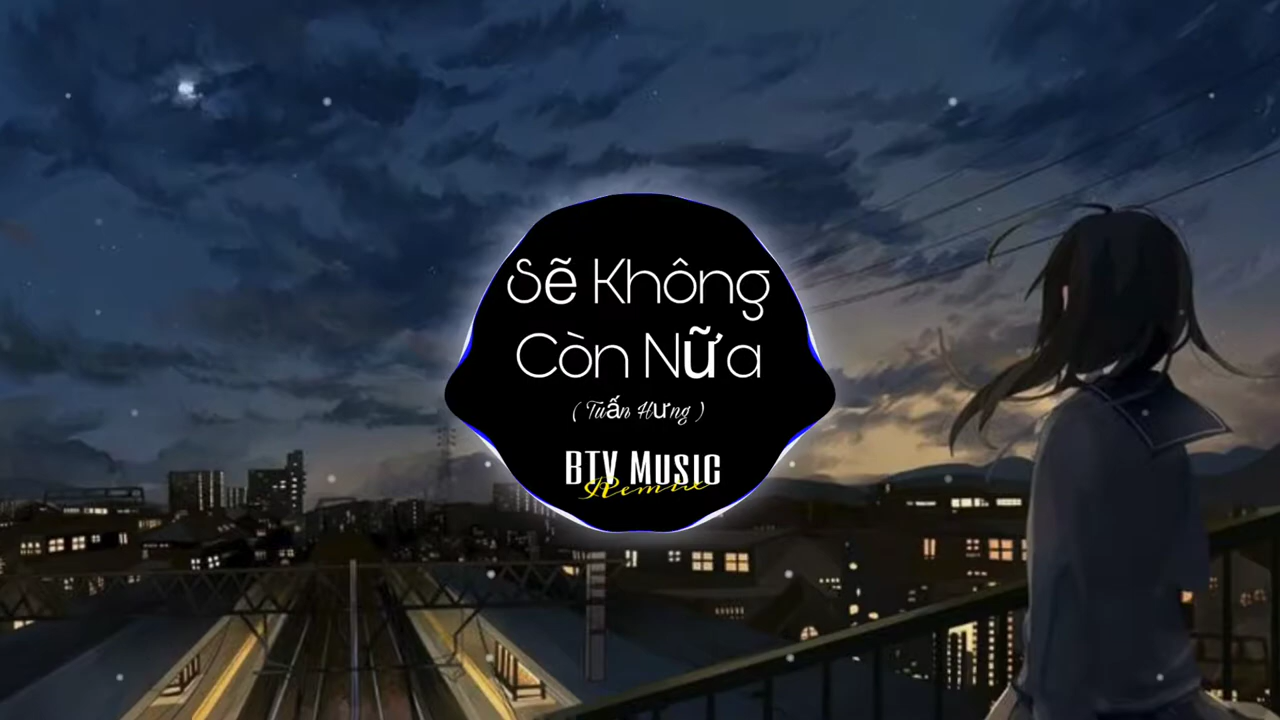 Sẽ Không
Còn Nữa
( Tuấn Hưng )
BTV Music
Remix